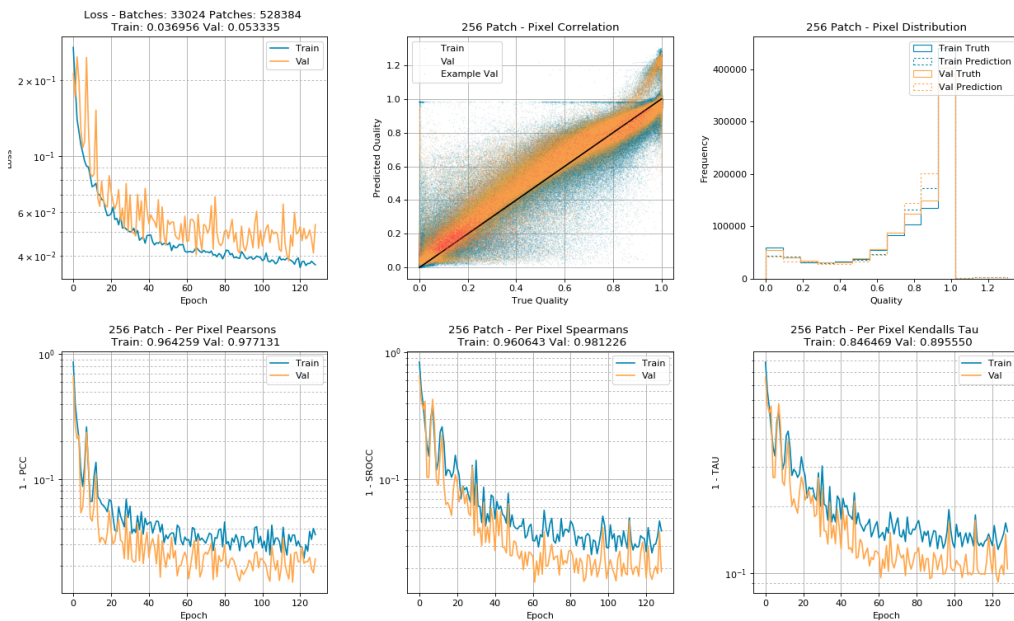 Loss - Batches: 33024 Patches: 528384
Train: 0.036956 Val: 0.053335
Train
Val
2 × 10⁻¹
10⁻¹
6 × 10⁻²
4 × 10⁻²
Loss
0 20 40 60 80 100 120
Epoch
256 Patch - Pixel Correlation
Train
Val
Example Val
1.2
1.0
0.8
0.6
0.4
0.2
0.0
Predicted Quality
0.0 0.2 0.4 0.6 0.8 1.0
True Quality
256 Patch - Pixel Distribution
Train Truth
Train Prediction
Val Truth
Val Prediction
400000
300000
200000
100000
0
Frequency
0.0 0.2 0.4 0.6 0.8 1.0 1.2
Quality
256 Patch - Per Pixel Pearsons
Train: 0.964259 Val: 0.977131
Train
Val
10⁰
10⁻¹
1 - PCC
0 20 40 60 80 100 120
Epoch
256 Patch - Per Pixel Spearmans
Train: 0.960643 Val: 0.981226
Train
Val
10⁰
10⁻¹
1 - SROCC
0 20 40 60 80 100 120
Epoch
256 Patch - Per Pixel Kendalls Tau
Train: 0.846469 Val: 0.895550
Train
Val
10⁻¹
1 - TAU
0 20 40 60 80 100 120
Epoch